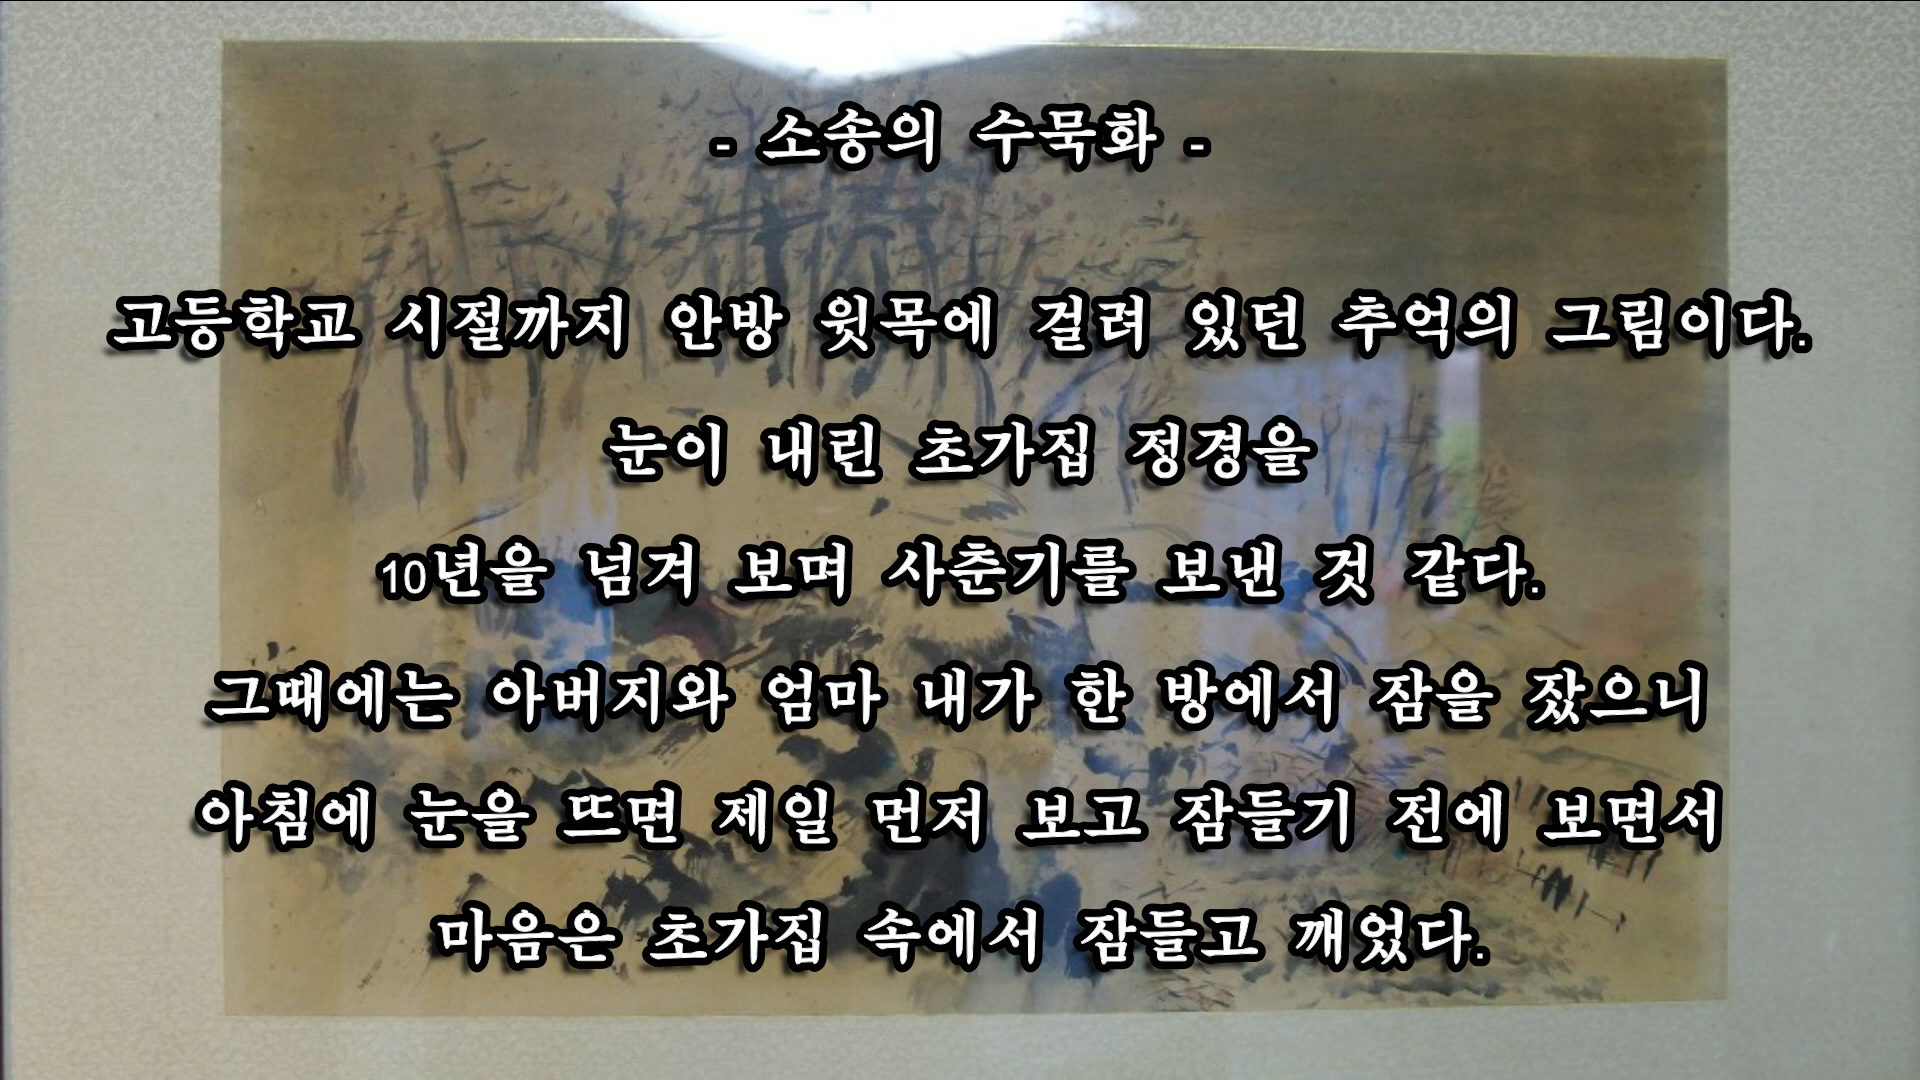 - 소송의 수묵화 -
고등학교 시절까지 안방 윗목에 걸려 있던 추억의 그림이다.
눈이 내린 초가집 정경을
10년을 넘겨 보며 사춘기를 보낸 것 같다.
그때에는 아버지와 엄마 내가 한 방에서 잠을 잤으니
아침에 눈을 뜨면 제일 먼저 보고 잠들기 전에 보면서
마음은 초가집 속에서 잠들고 깨었다.